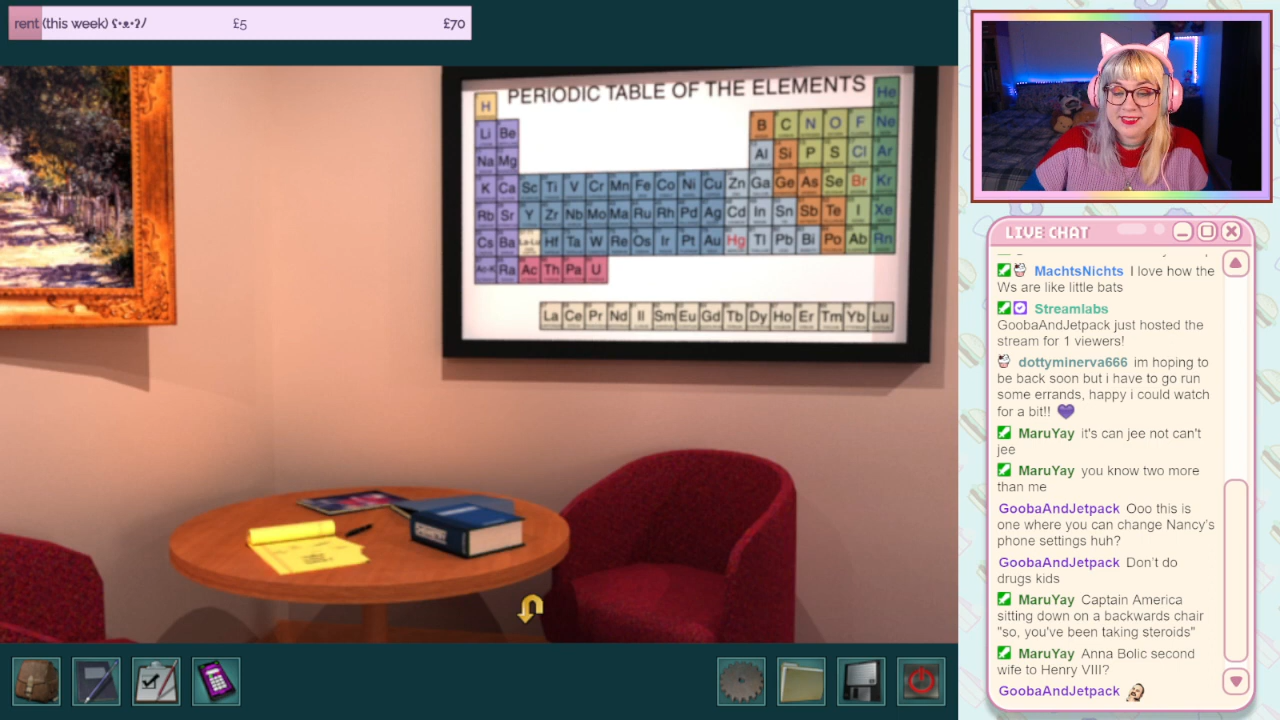 rent (this week) ʕ•ᴥ•ʔﾉ £5 £70
PERIODIC TABLE OF THE ELEMENTS
H He
Li Be B C N O F Ne
Na Mg Al Si P S Cl Ar
K Ca Sc Ti V Cr Mn Fe Co Ni Cu Zn Ga Ge As Se Br Kr
Rb Sr Y Zr Nb Mo Ma Ru Rh Pd Ag Cd In Sn Sb Te I Xe
Cs Ba La-Lu Hf Ta W Re Os Ir Pt Au Hg Tl Pb Bi Po Ab Rn
Ra Ac Th Pa U
La Ce Pr Nd Il Sm Eu Gd Tb Dy Ho Er Tm Yb Lu
LIVE CHAT
MachtsNichts I love how the
Ws are like little bats
Streamlabs
GoobaAndJetpack just hosted the
stream for 1 viewers!
dottyminerva666 im hoping to
be back soon but i have to go run
some errands, happy i could watch
for a bit!! 💜
MaruYay it's can jee not can't
jee
MaruYay you know two more
than me
GoobaAndJetpack Ooo this is
one where you can change Nancy's
phone settings huh?
GoobaAndJetpack Don't do
drugs kids
MaruYay Captain America
sitting down on a backwards chair
"so, you've been taking steroids"
MaruYay Anna Bolic second
wife to Henry VIII?
GoobaAndJetpack